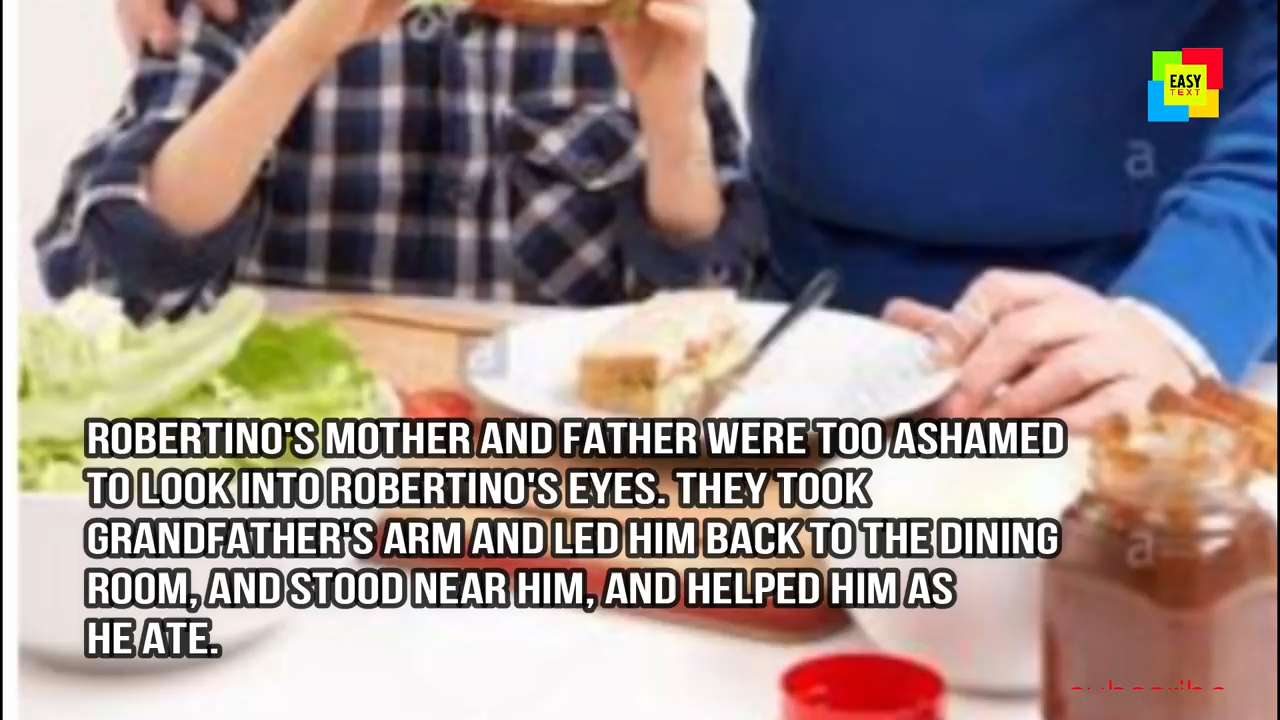 EASY
TEXT
a
a
ROBERTINO'S MOTHER AND FATHER WERE TOO ASHAMED
TO LOOK INTO ROBERTINO'S EYES. THEY TOOK
GRANDFATHER'S ARM AND LED HIM BACK TO THE DINING
ROOM, AND STOOD NEAR HIM, AND HELPED HIM AS
HE ATE.
a
subscribe